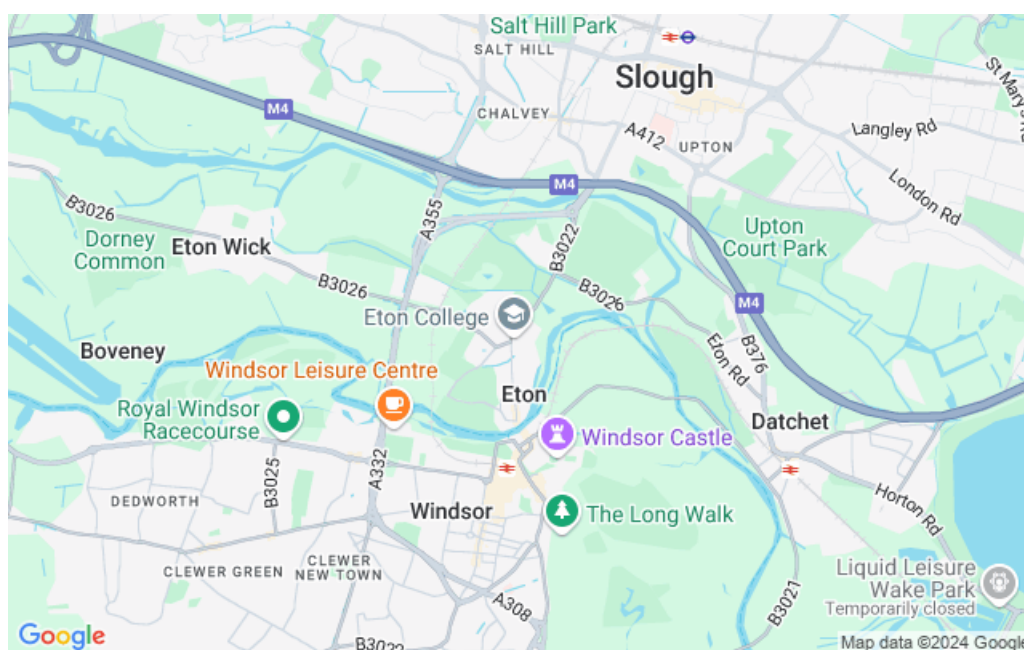 Salt Hill Park
SALT HILL
Slough
M4
CHALVEY
A412
UPTON
Langley Rd
London Rd
M4
B3026
A355
Dorney
Common
Eton Wick
B3022
Upton
Court Park
B3026
B3026
M4
Eton College
Eton Rd
B376
Boveney
Windsor Leisure Centre
Eton
Royal Windsor
Racecourse
Datchet
Windsor Castle
A332
B3025
DEDWORTH
Windsor
The Long Walk
Horton Rd
CLEWER GREEN
CLEWER
NEW TOWN
Liquid Leisure
Wake Park
Temporarily closed
A308
B3021
Google
Map data ©2024 Google